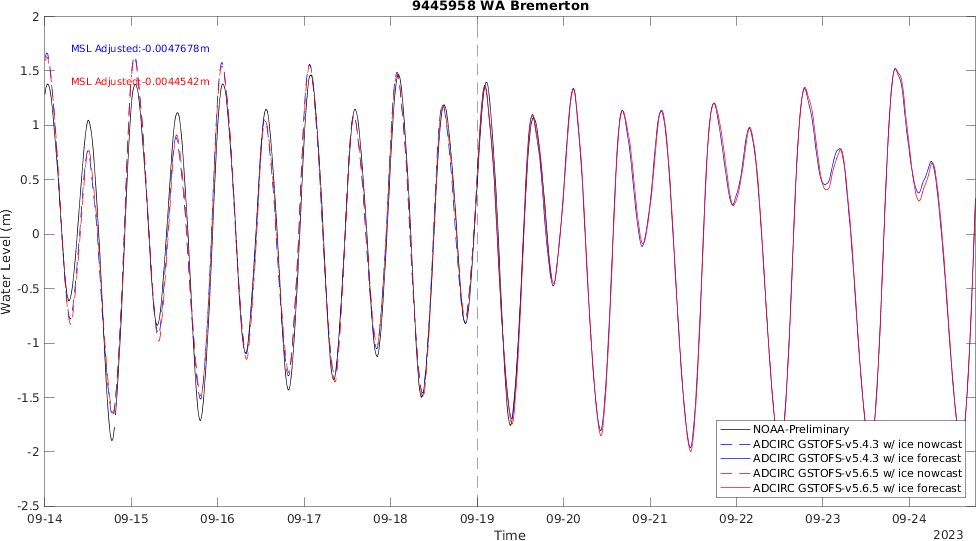 9445958 WA Bremerton
MSL Adjusted:-0.0047678m
MSL Adjusted:-0.0044542m
Water Level (m)
2
1.5
1
0.5
0
-0.5
-1
-1.5
-2
-2.5
NOAA-Preliminary
ADCIRC GSTOFS-v5.4.3 w/ ice nowcast
ADCIRC GSTOFS-v5.4.3 w/ ice forecast
ADCIRC GSTOFS-v5.6.5 w/ ice nowcast
ADCIRC GSTOFS-v5.6.5 w/ ice forecast
09-14 09-15 09-16 09-17 09-18 09-19 09-20 09-21 09-22 09-23 09-24
Time
2023